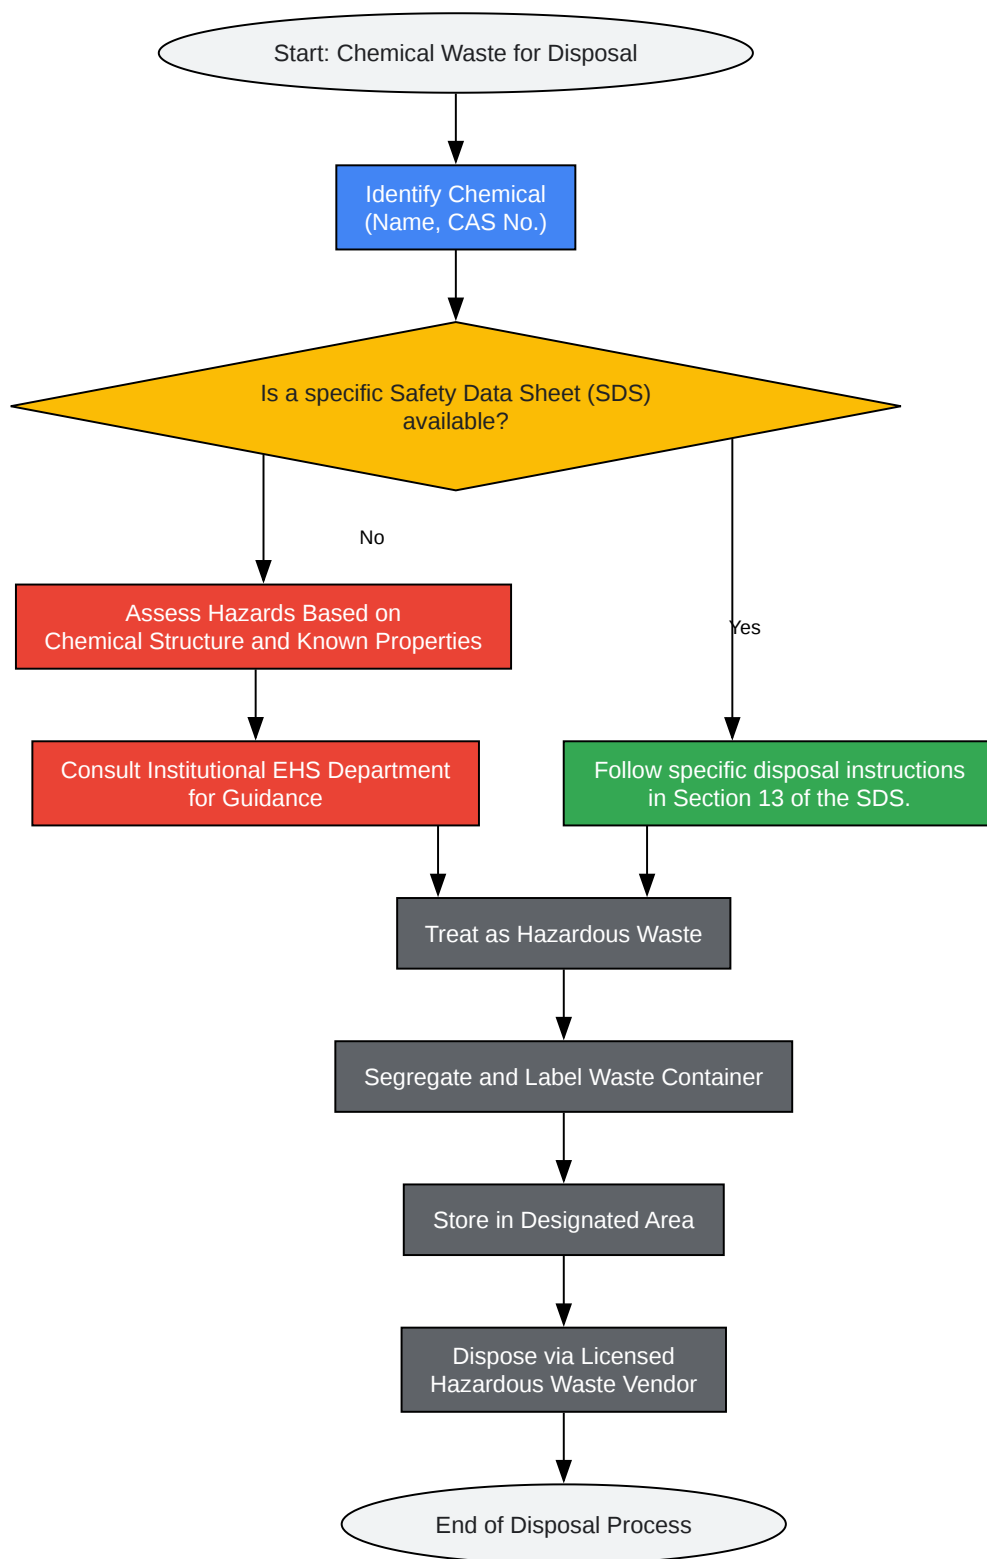 Start: Chemical Waste for Disposal
Identify Chemical
(Name, CAS No.)
Is a specific Safety Data Sheet (SDS)
available?
No
Assess Hazards Based on
Chemical Structure and Known Properties
Yes
Consult Institutional EHS Department
for Guidance
Follow specific disposal instructions
in Section 13 of the SDS.
Treat as Hazardous Waste
Segregate and Label Waste Container
Store in Designated Area
Dispose via Licensed
Hazardous Waste Vendor
End of Disposal Process